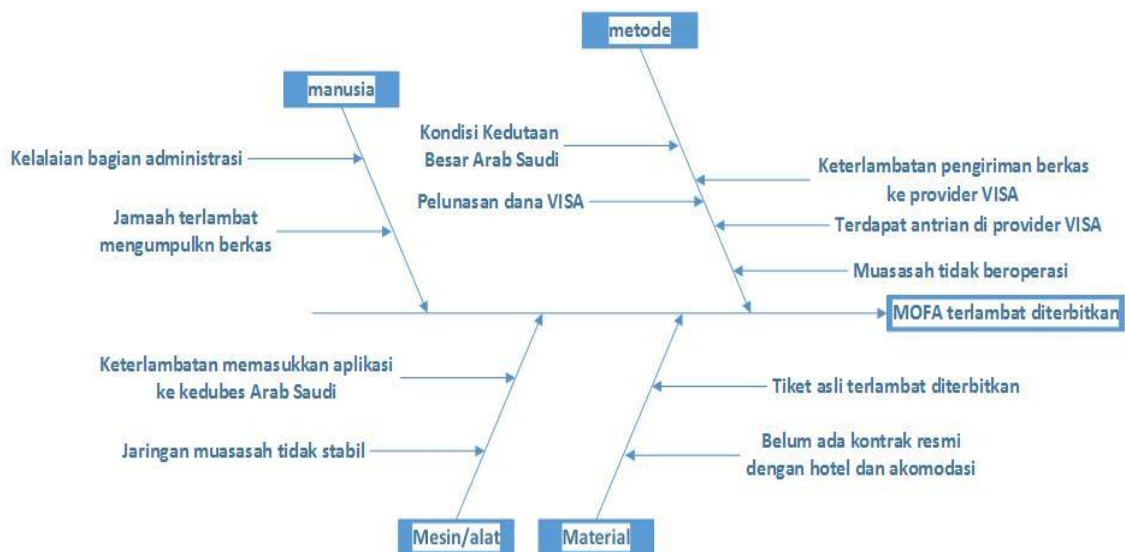 metode
manusia
Kondisi Kedutaan
Besar Arab Saudi
Kelalaian bagian administrasi
Keterlambatan pengiriman berkas
ke provider VISA
Pelunasan dana VISA
Jamaah terlambat
mengumpulkn berkas
Terdapat antrian di provider VISA
Muasasah tidak beroperasi
MOFA terlambat diterbitkan
Keterlambatan memasukkan aplikasi
ke kedubes Arab Saudi
Tiket asli terlambat diterbitkan
Jaringan muasasah tidak stabil
Belum ada kontrak resmi
dengan hotel dan akomodasi
Mesin/alat
Material